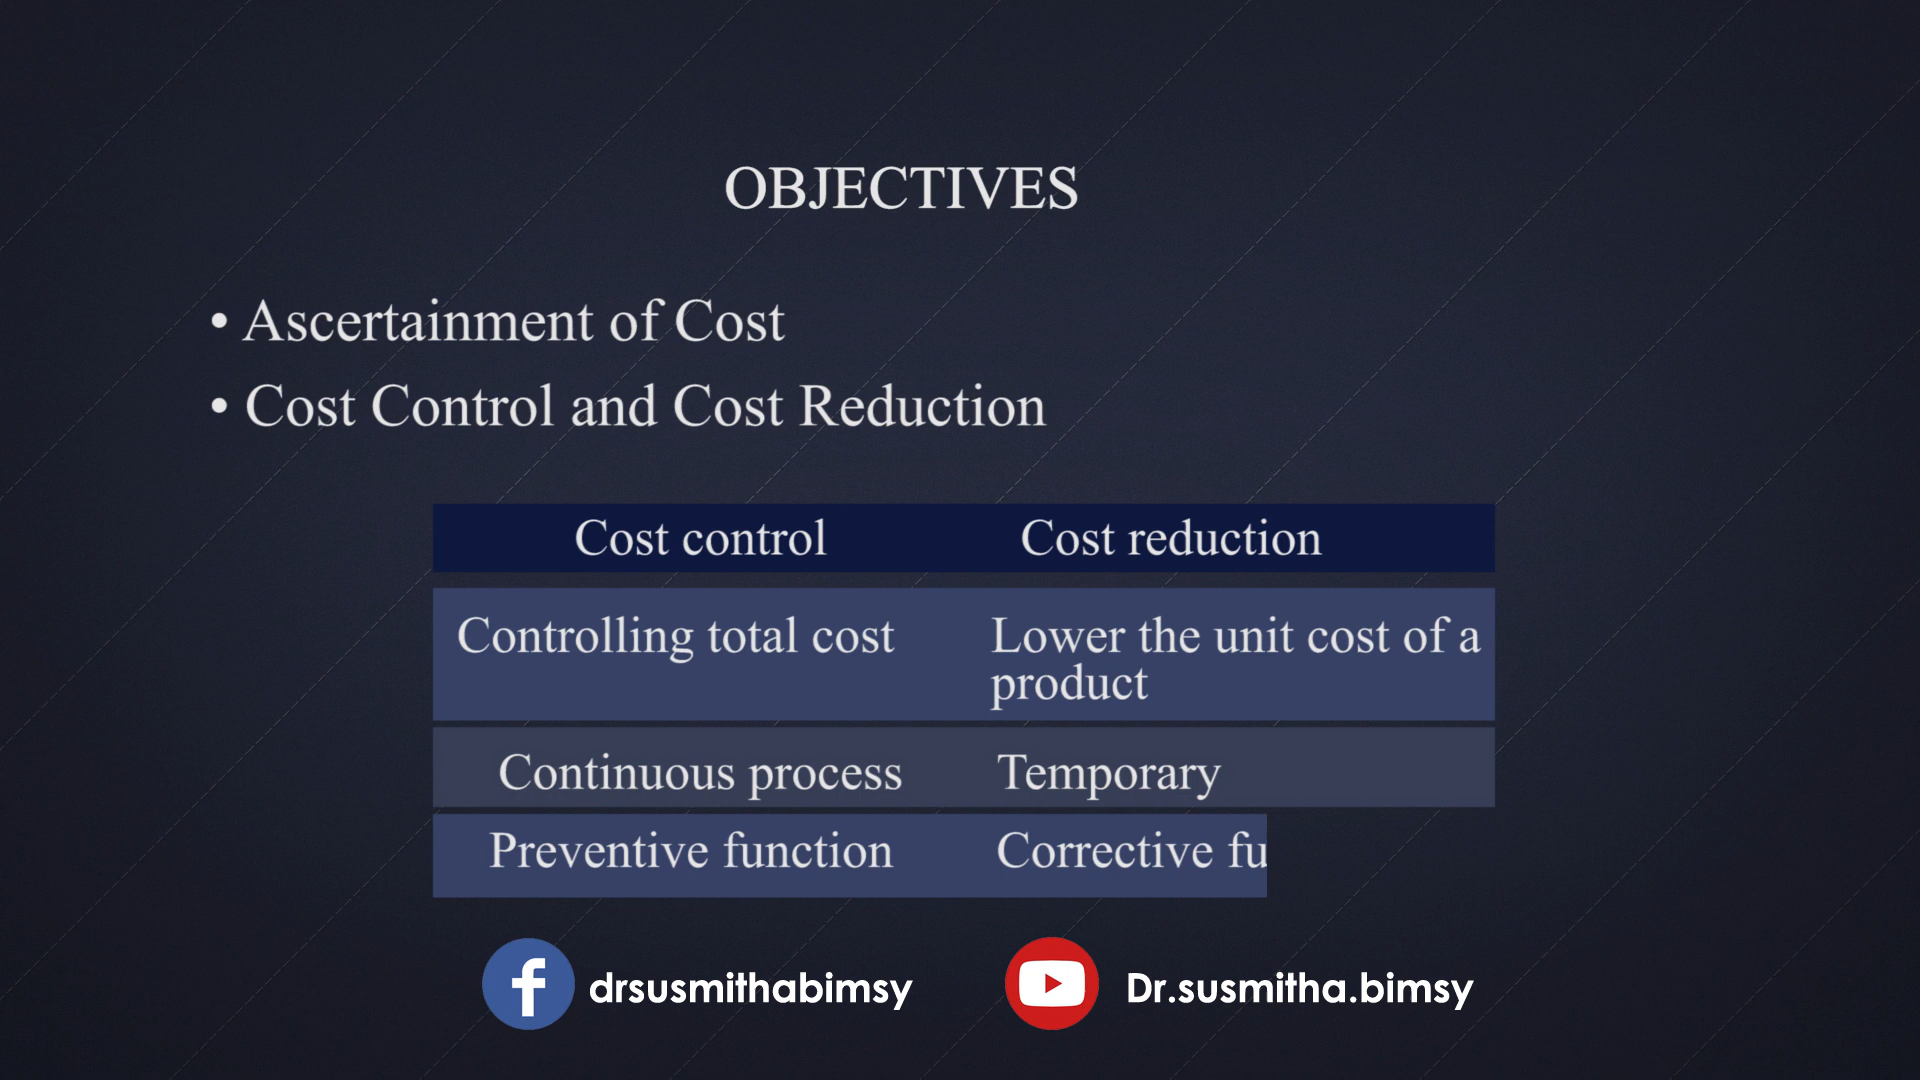 OBJECTIVES
• Ascertainment of Cost
• Cost Control and Cost Reduction
Cost control Cost reduction
Controlling total cost Lower the unit cost of a
product
Continuous process Temporary
Preventive function Corrective fu
drsusmithabimsy Dr.susmitha.bimsy